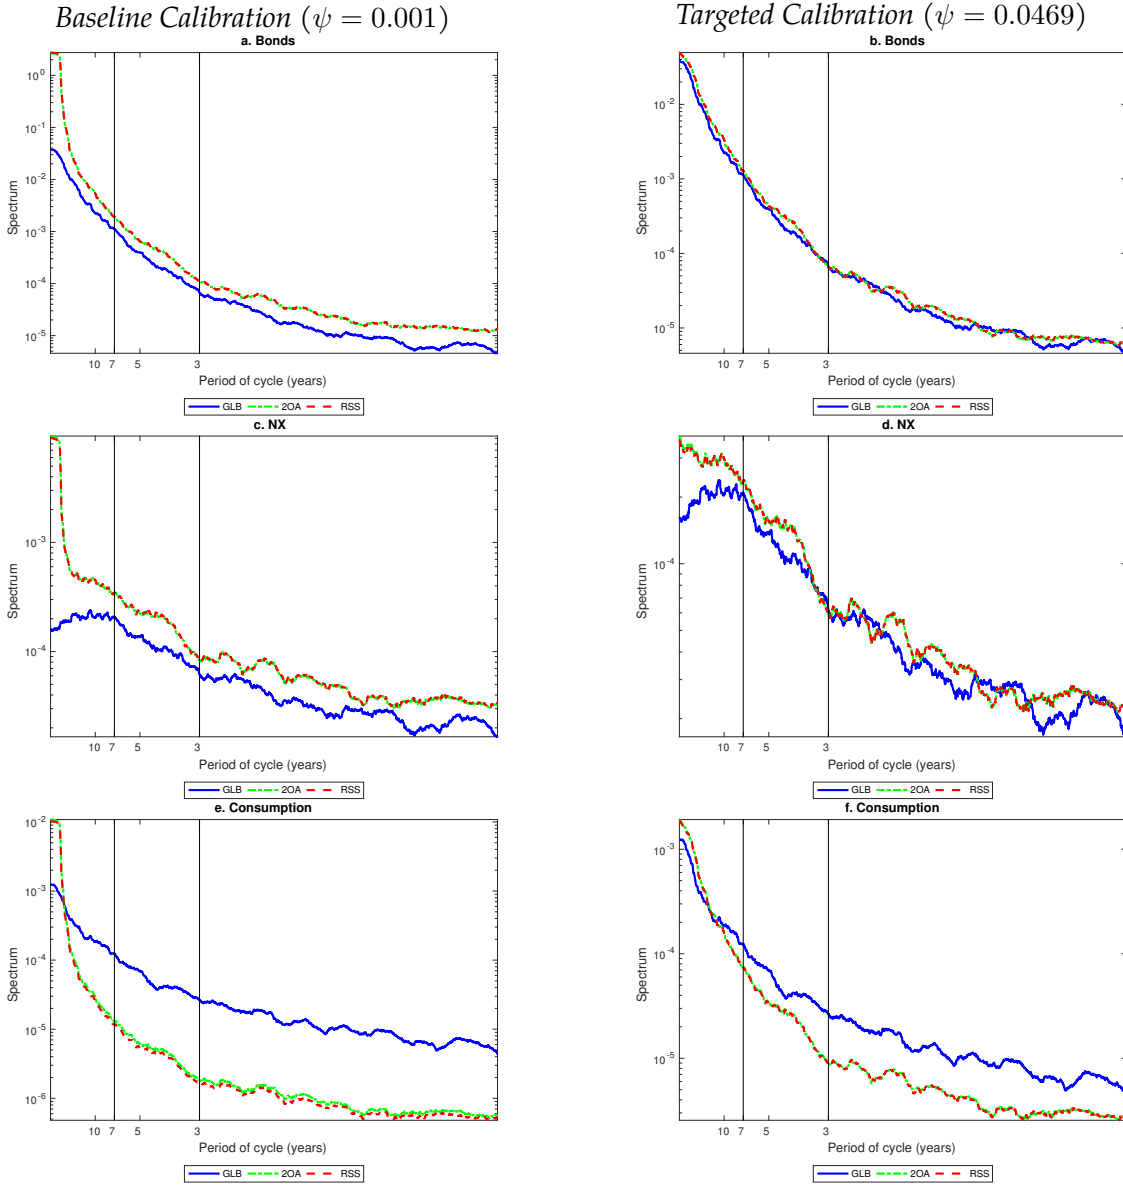 Baseline Calibration (ψ = 0.001)
Targeted Calibration (ψ = 0.0469)
a. Bonds
Spectrum
10^0
10^-1
10^-2
10^-3
10^-4
10^-5
10 7 5 3
Period of cycle (years)
GLB 2OA RSS
b. Bonds
Spectrum
10^-2
10^-3
10^-4
10^-5
10 7 5 3
Period of cycle (years)
GLB 2OA RSS
c. NX
Spectrum
10^-3
10^-4
10 7 5 3
Period of cycle (years)
GLB 2OA RSS
d. NX
Spectrum
10^-4
10 7 5 3
Period of cycle (years)
GLB 2OA RSS
e. Consumption
Spectrum
10^-2
10^-3
10^-4
10^-5
10^-6
10 7 5 3
Period of cycle (years)
GLB 2OA RSS
f. Consumption
Spectrum
10^-3
10^-4
10^-5
10 7 5 3
Period of cycle (years)
GLB 2OA RSS